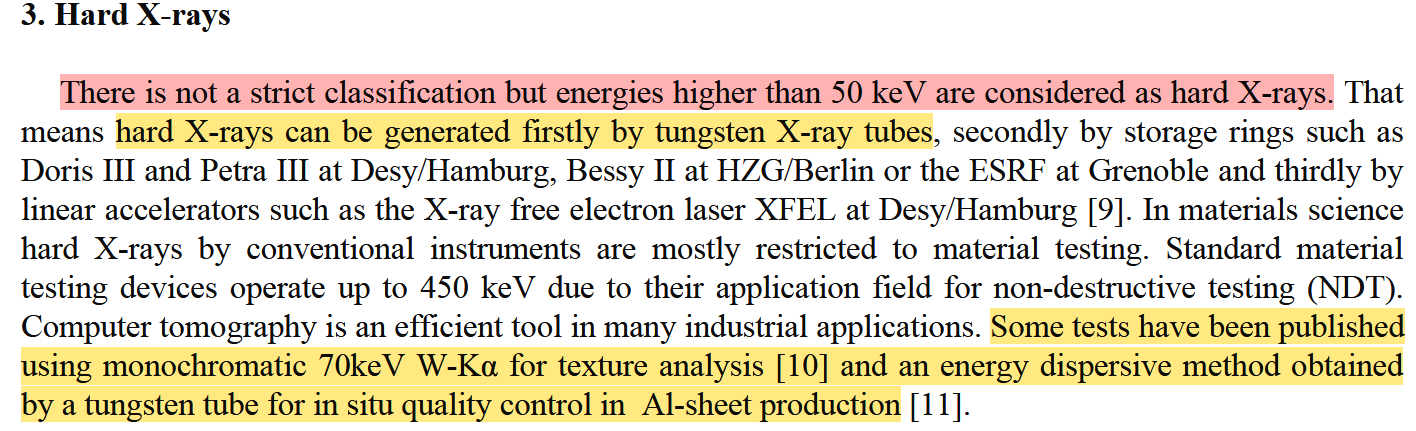 3. Hard X-rays
There is not a strict classification but energies higher than 50 keV are considered as hard X-rays. That
means hard X-rays can be generated firstly by tungsten X-ray tubes, secondly by storage rings such as
Doris III and Petra III at Desy/Hamburg, Bessy II at HZG/Berlin or the ESRF at Grenoble and thirdly by
linear accelerators such as the X-ray free electron laser XFEL at Desy/Hamburg [9]. In materials science
hard X-rays by conventional instruments are mostly restricted to material testing. Standard material
testing devices operate up to 450 keV due to their application field for non-destructive testing (NDT).
Computer tomography is an efficient tool in many industrial applications. Some tests have been published
using monochromatic 70keV W-Kα for texture analysis [10] and an energy dispersive method obtained
by a tungsten tube for in situ quality control in  Al-sheet production [11].